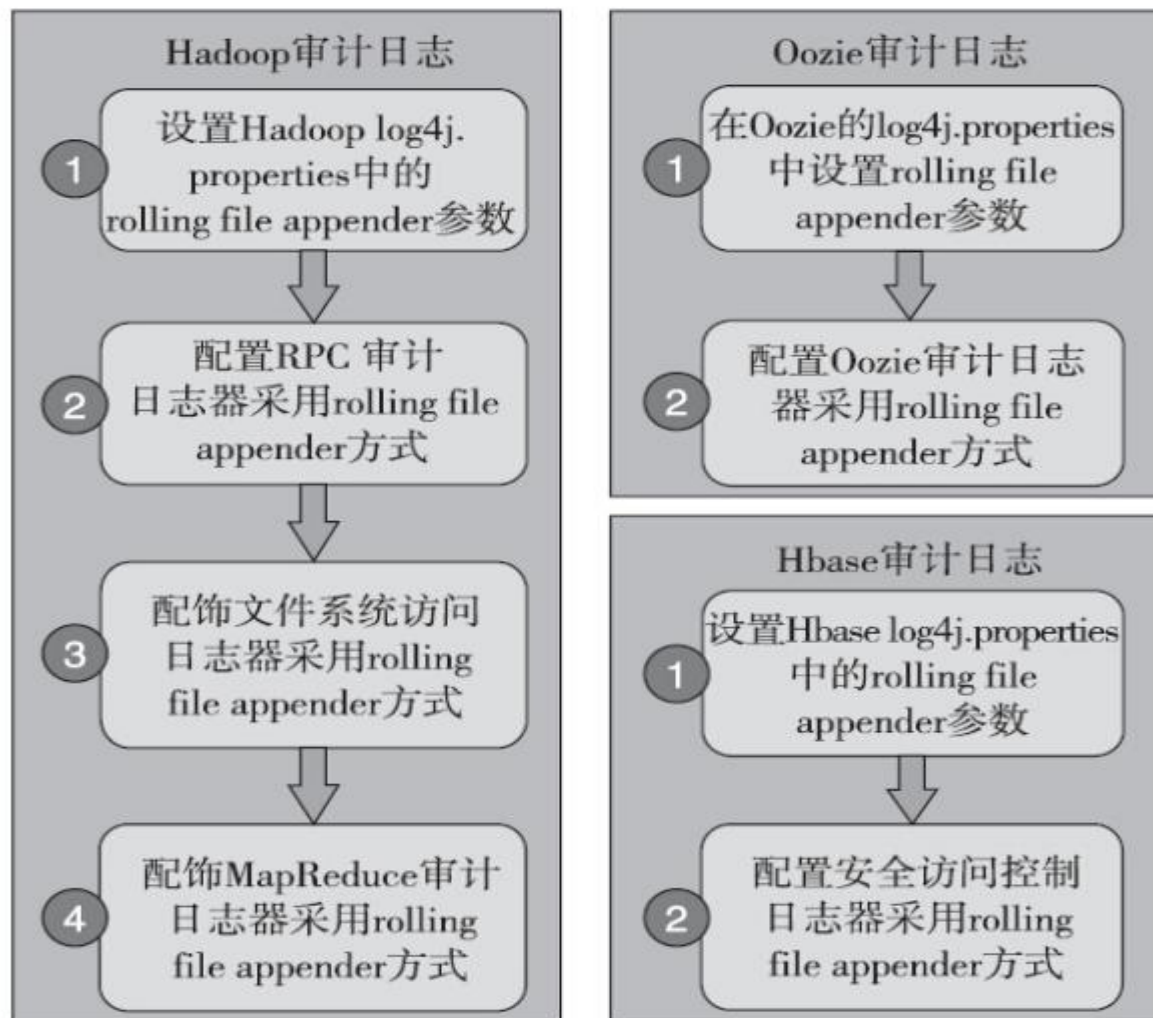 Hadoop审计日志
1
设置Hadoop log4j.
properties中的
rolling file appender参数
2
配置RPC 审计
日志器采用rolling file
appender方式
3
配饰文件系统访问
日志器采用rolling
file appender方式
4
配饰MapReduce审计
日志器采用rolling
file appender方式
Oozie审计日志
1
在Oozie的log4j.properties
中设置rolling file
appender参数
2
配置Oozie审计日志
器采用rolling file
appender方式
Hbase审计日志
1
设置Hbase log4j.properties
中的rolling file
appender参数
2
配置安全访问控制
日志器采用rolling
file appender方式